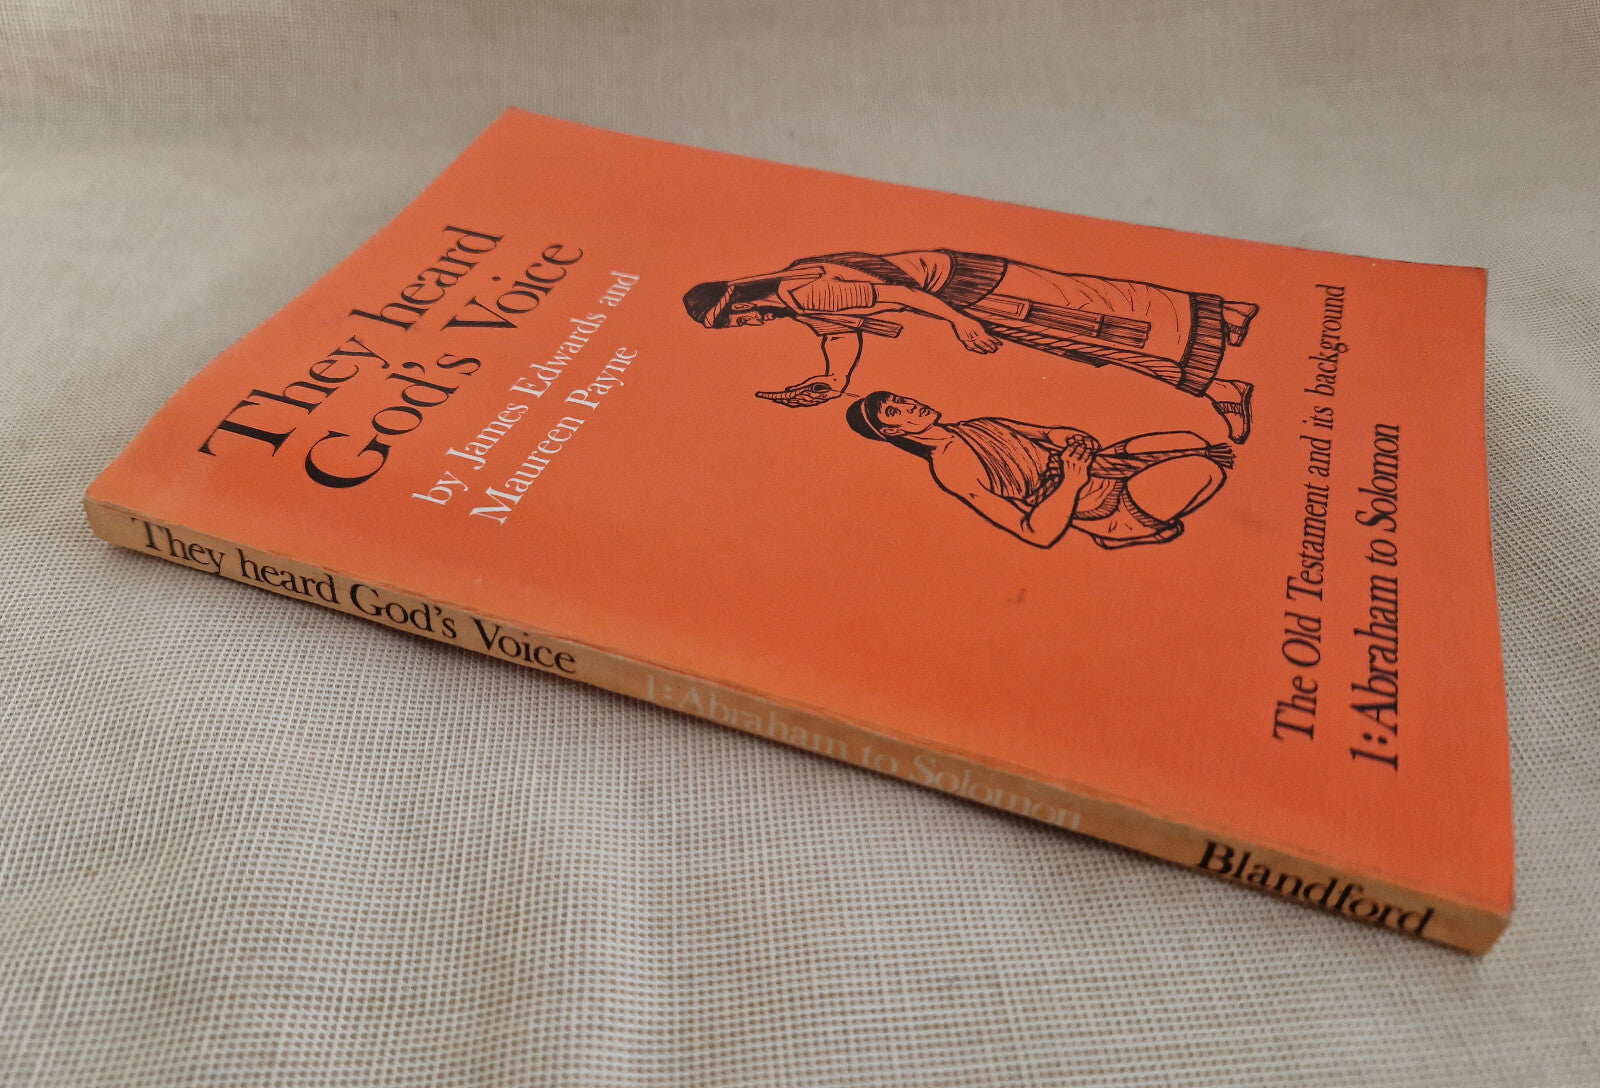 They heard
God's Voice
by James Edwards and
Maureen Payne
The Old Testament and its background
1: Abraham to Solomon
They heard God's Voice 1: Abraham to Solomon Blandford